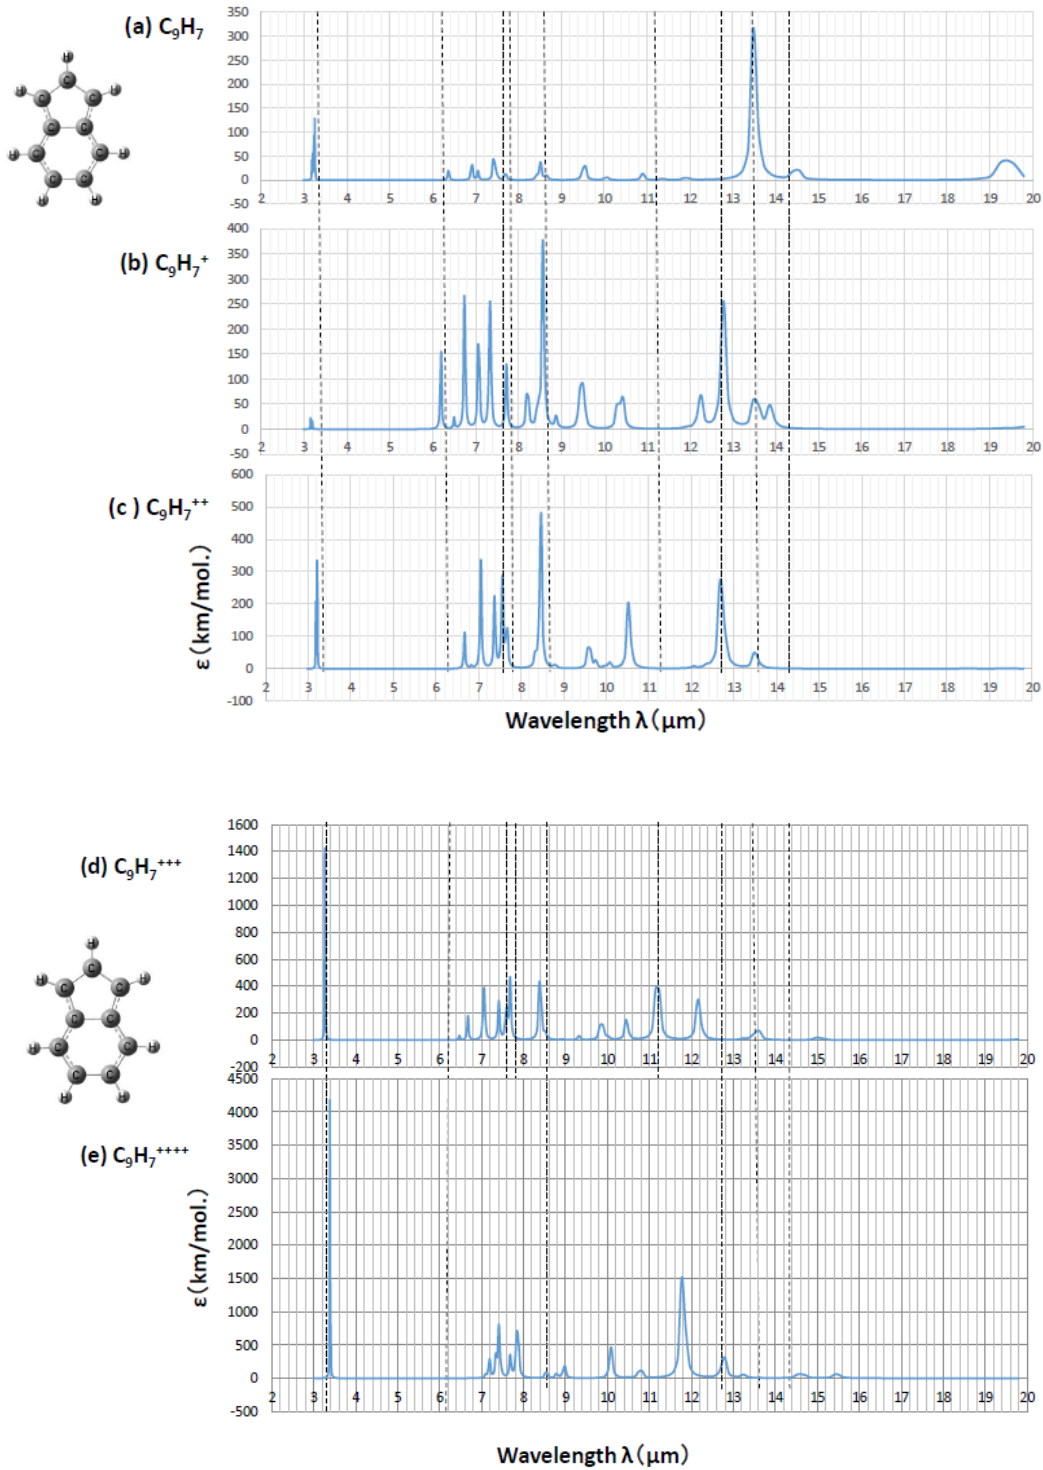 (a) C₉H₇
350
300
250
200
150
100
50
0
-50
2 3 4 5 6 7 8 9 10 11 12 13 14 15 16 17 18 19 20
H
H C H
C C
C C
H C C H
C C
H H
(b) C₉H₇⁺
400
350
300
250
200
150
100
50
0
-50
2 3 4 5 6 7 8 9 10 11 12 13 14 15 16 17 18 19 20
(c ) C₉H₇⁺⁺
ε(km/mol.)
600
500
400
300
200
100
0
-100
2 3 4 5 6 7 8 9 10 11 12 13 14 15 16 17 18 19 20
Wavelength λ(μm)
(d) C₉H₇⁺⁺⁺
1600
1400
1200
1000
800
600
400
200
0
-200
2 3 4 5 6 7 8 9 10 11 12 13 14 15 16 17 18 19 20
H
H C H
C C
C C
H C C H
C C
H H
(e) C₉H₇⁺⁺⁺⁺
ε(km/mol.)
4500
4000
3500
3000
2500
2000
1500
1000
500
0
-500
2 3 4 5 6 7 8 9 10 11 12 13 14 15 16 17 18 19 20
Wavelength λ(μm)